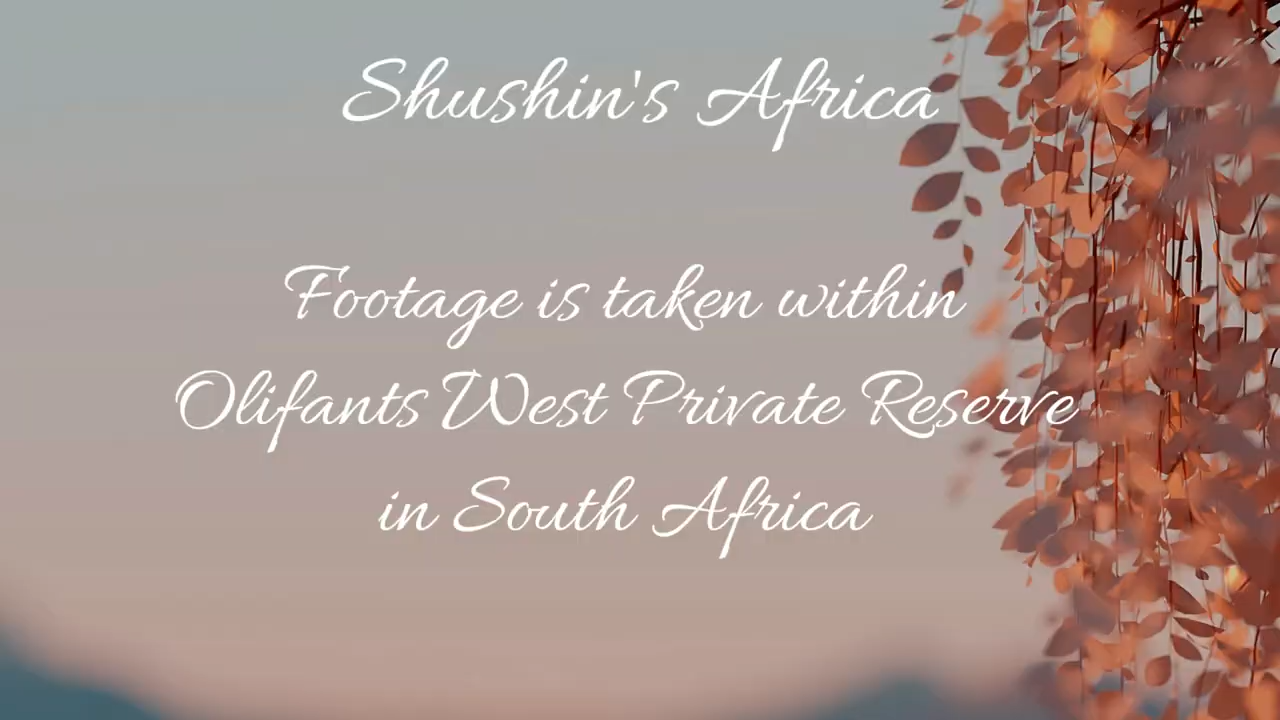 Shushin's Africa
Footage is taken within
Olifants West Private Reserve
in South Africa